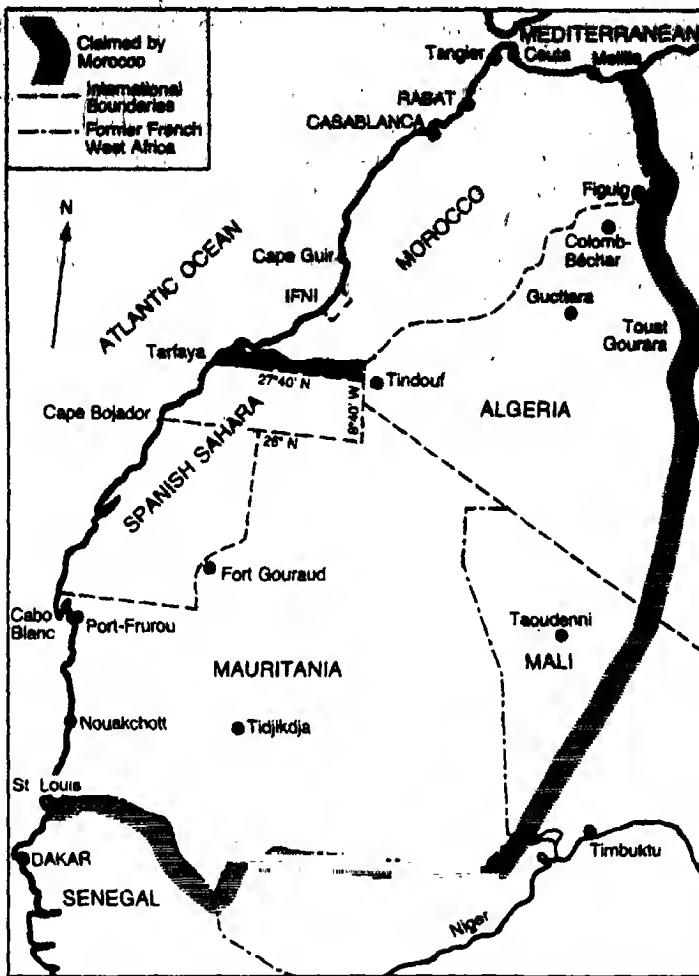 Claimed by
Morocco
International
Boundaries
Former French
West Africa
N
MEDITERRANEAN
Tangier
Ceuta
Melilla
RABAT
CASABLANCA
Figuig
MOROCCO
Colomb-
Béchar
ATLANTIC OCEAN
Cape Guir
IFNI
Guettara
Touat
Gourara
Tarfaya
27°40' N
Tindouf
8°40' W
Cape Bojador
ALGERIA
26° N
SPANISH SAHARA
Fort Gouraud
Cabo
Blanc
Port-Frurou
Taoudenni
MALI
MAURITANIA
Nouakchott
Tidjikdja
St Louis
DAKAR
Timbuktu
SENEGAL
Niger